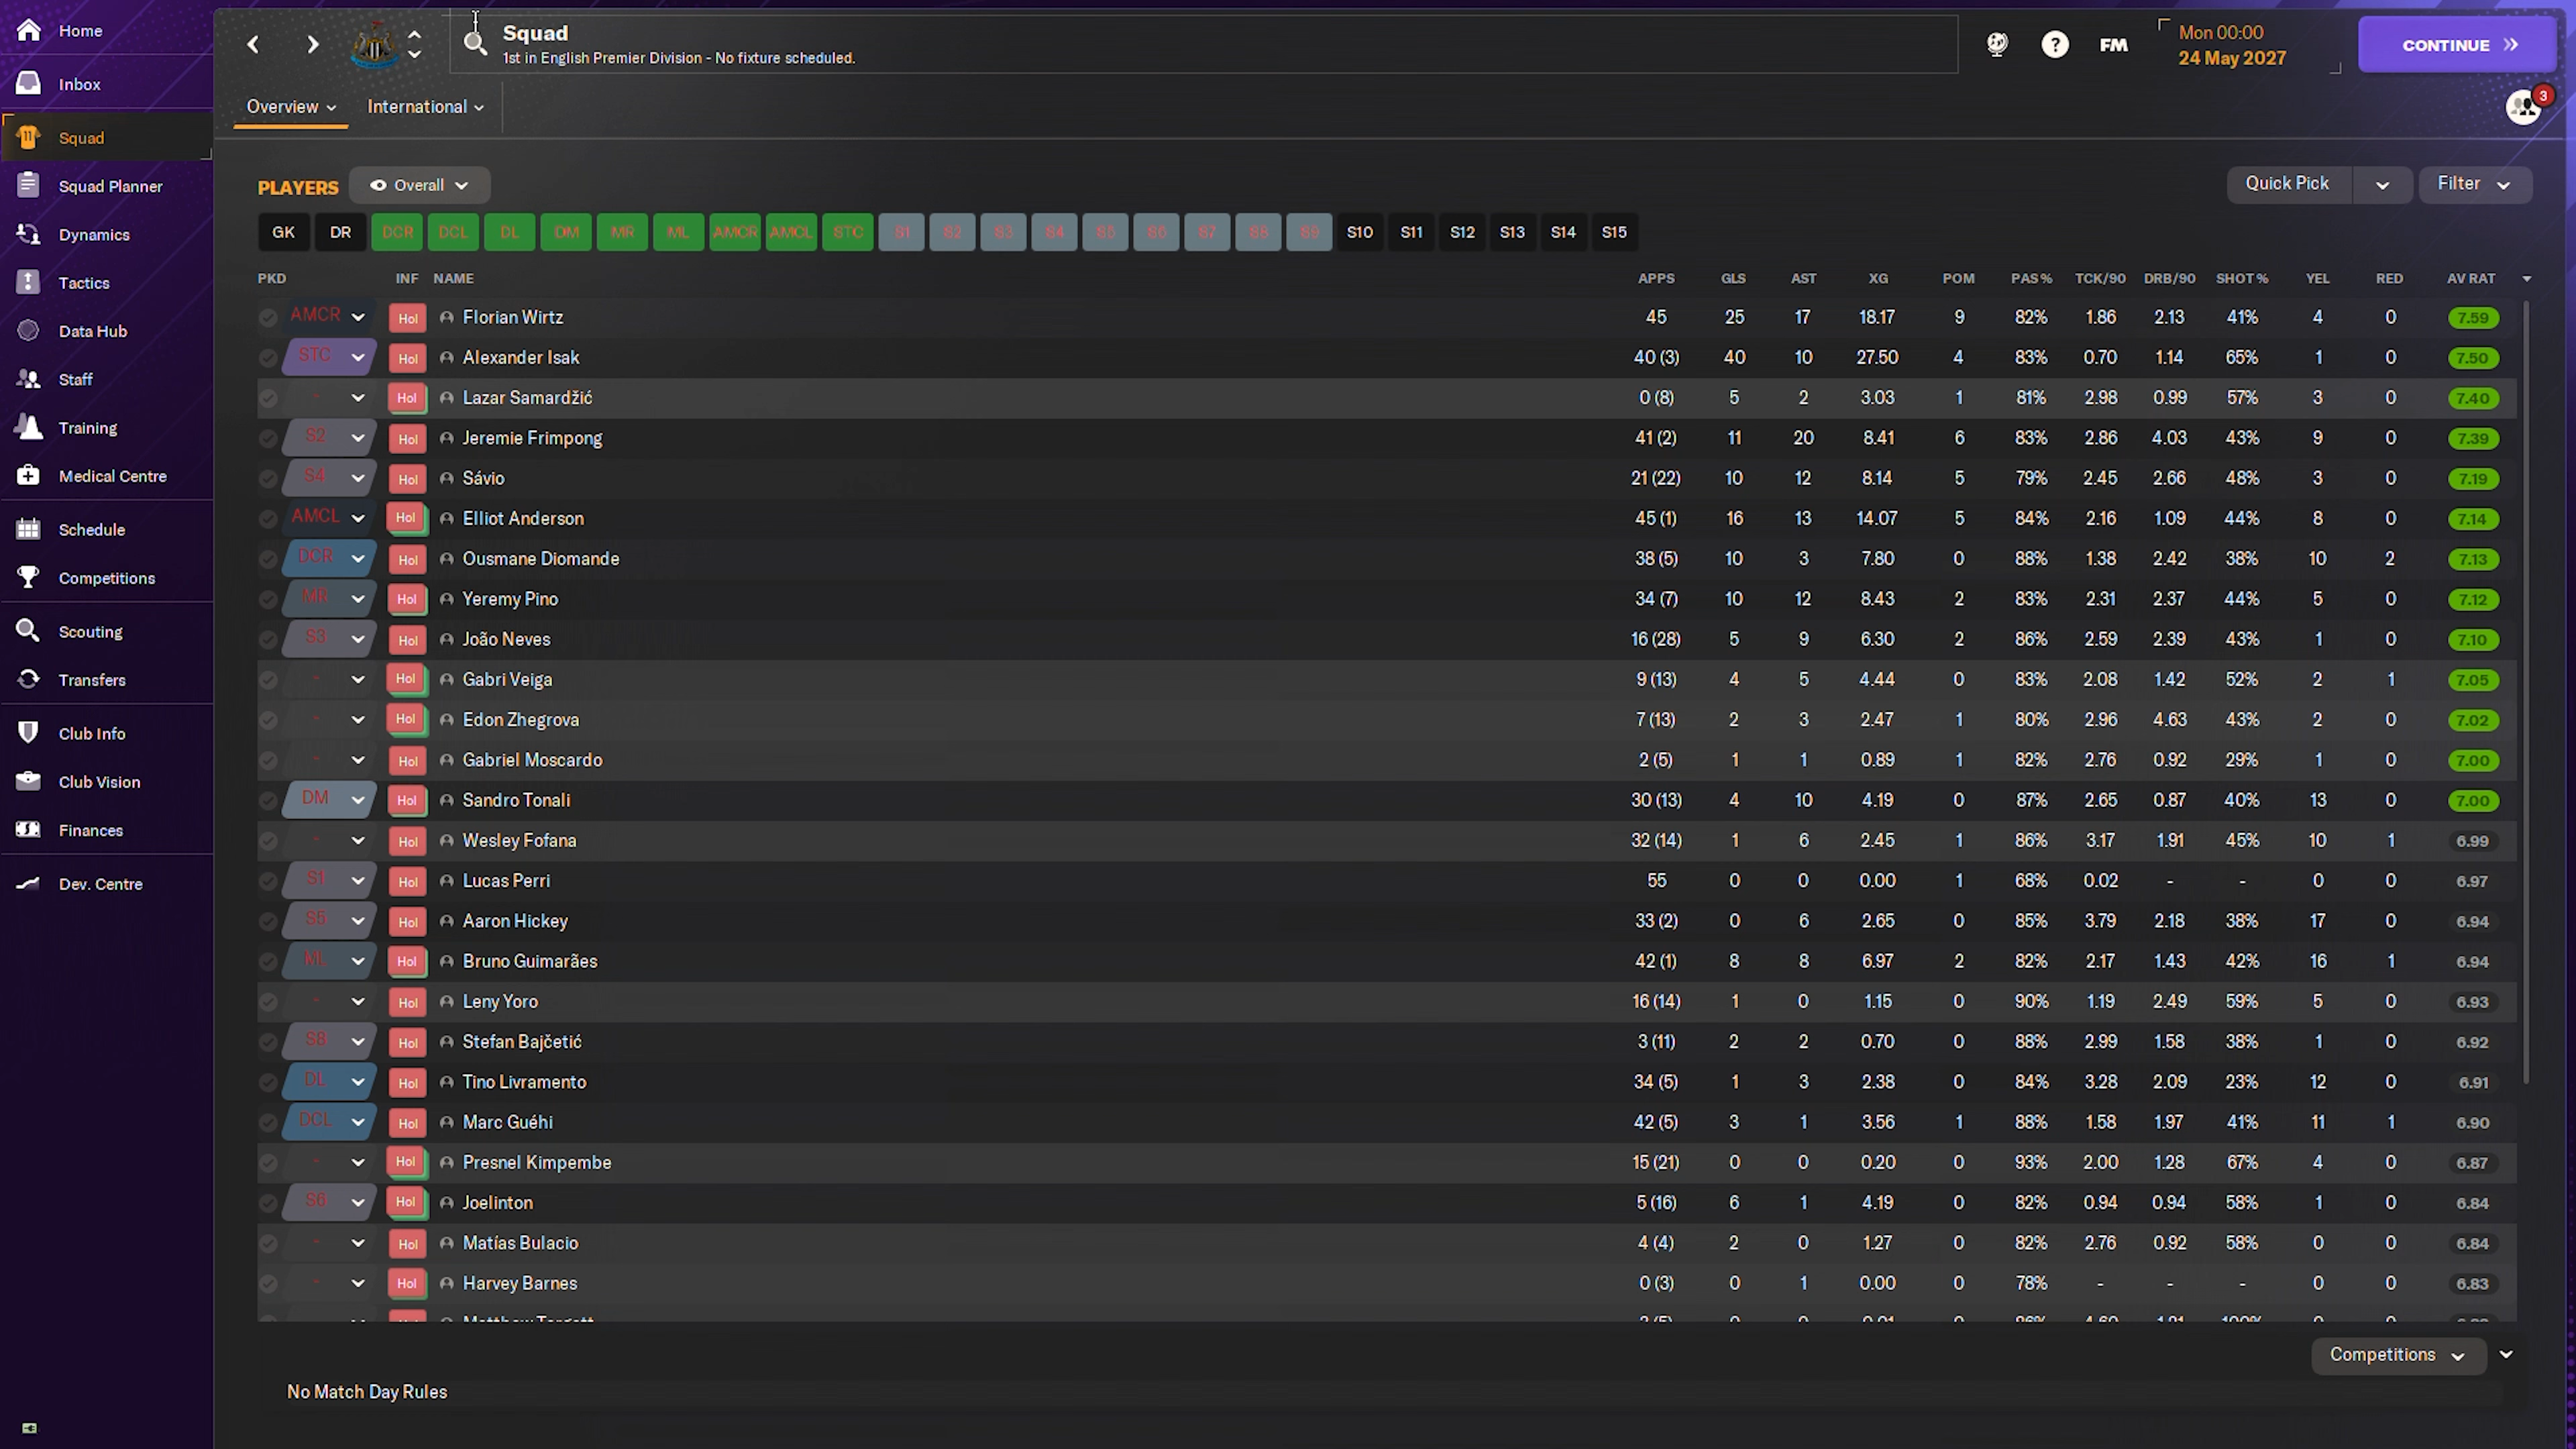 Home
Inbox
Squad
Squad Planner
Dynamics
Tactics
Data Hub
Staff
Training
Medical Centre
Schedule
Competitions
Scouting
Transfers
Club Info
Club Vision
Finances
Dev. Centre
Squad
1st in English Premier Division - No fixture scheduled.
FM
Mon 00:00
24 May 2027
CONTINUE
Overview International
3
PLAYERS Overall Quick Pick Filter
GK DR DCR DCL DL DM MR ML AMCR AMCL STC S1 S2 S3 S4 S5 S6 S7 S8 S9 S10 S11 S12 S13 S14 S15
PKD INF NAME APPS GLS AST XG POM PAS % TCK/90 DRB/90 SHOT % YEL RED AV RAT
AMCR Hol Florian Wirtz 45 25 17 18.17 9 82% 1.86 2.13 41% 4 0 7.59
STC Hol Alexander Isak 40 (3) 40 10 27.50 4 83% 0.70 1.14 65% 1 0 7.50
- Hol Lazar Samardžić 0 (8) 5 2 3.03 1 81% 2.98 0.99 57% 3 0 7.40
S2 Hol Jeremie Frimpong 41 (2) 11 20 8.41 6 83% 2.86 4.03 43% 9 0 7.39
S4 Hol Sávio 21 (22) 10 12 8.14 5 79% 2.45 2.66 48% 3 0 7.19
AMCL Hol Elliot Anderson 45 (1) 16 13 14.07 5 84% 2.16 1.09 44% 8 0 7.14
DCR Hol Ousmane Diomande 38 (5) 10 3 7.80 0 88% 1.38 2.42 38% 10 2 7.13
MR Hol Yeremy Pino 34 (7) 10 12 8.43 2 83% 2.31 2.37 44% 5 0 7.12
S3 Hol João Neves 16 (28) 5 9 6.30 2 86% 2.59 2.39 43% 1 0 7.10
- Hol Gabri Veiga 9 (13) 4 5 4.44 0 83% 2.08 1.42 52% 2 1 7.05
- Hol Edon Zhegrova 7 (13) 2 3 2.47 1 80% 2.96 4.63 43% 2 0 7.02
- Hol Gabriel Moscardo 2 (5) 1 1 0.89 1 82% 2.76 0.92 29% 1 0 7.00
DM Hol Sandro Tonali 30 (13) 4 10 4.19 0 87% 2.65 0.87 40% 13 0 7.00
- Hol Wesley Fofana 32 (14) 1 6 2.45 1 86% 3.17 1.91 45% 10 1 6.99
S1 Hol Lucas Perri 55 0 0 0.00 1 68% 0.02 - - 0 0 6.97
S5 Hol Aaron Hickey 33 (2) 0 6 2.65 0 85% 3.79 2.18 38% 17 0 6.94
ML Hol Bruno Guimarães 42 (1) 8 8 6.97 2 82% 2.17 1.43 42% 16 1 6.94
- Hol Leny Yoro 16 (14) 1 0 1.15 0 90% 1.19 2.49 59% 5 0 6.93
S8 Hol Stefan Bajčetić 3 (11) 2 2 0.70 0 88% 2.99 1.58 38% 1 0 6.92
DL Hol Tino Livramento 34 (5) 1 3 2.38 0 84% 3.28 2.09 23% 12 0 6.91
DCL Hol Marc Guéhi 42 (5) 3 1 3.56 1 88% 1.58 1.97 41% 11 1 6.90
- Hol Presnel Kimpembe 15 (21) 0 0 0.20 0 93% 2.00 1.28 67% 4 0 6.87
S6 Hol Joelinton 5 (16) 6 1 4.19 0 82% 0.94 0.94 58% 1 0 6.84
- Hol Matías Bulacio 4 (4) 2 0 1.27 0 82% 2.76 0.92 58% 0 0 6.84
- Hol Harvey Barnes 0 (3) 0 1 0.00 0 78% - - - 0 0 6.83
Competitions
No Match Day Rules